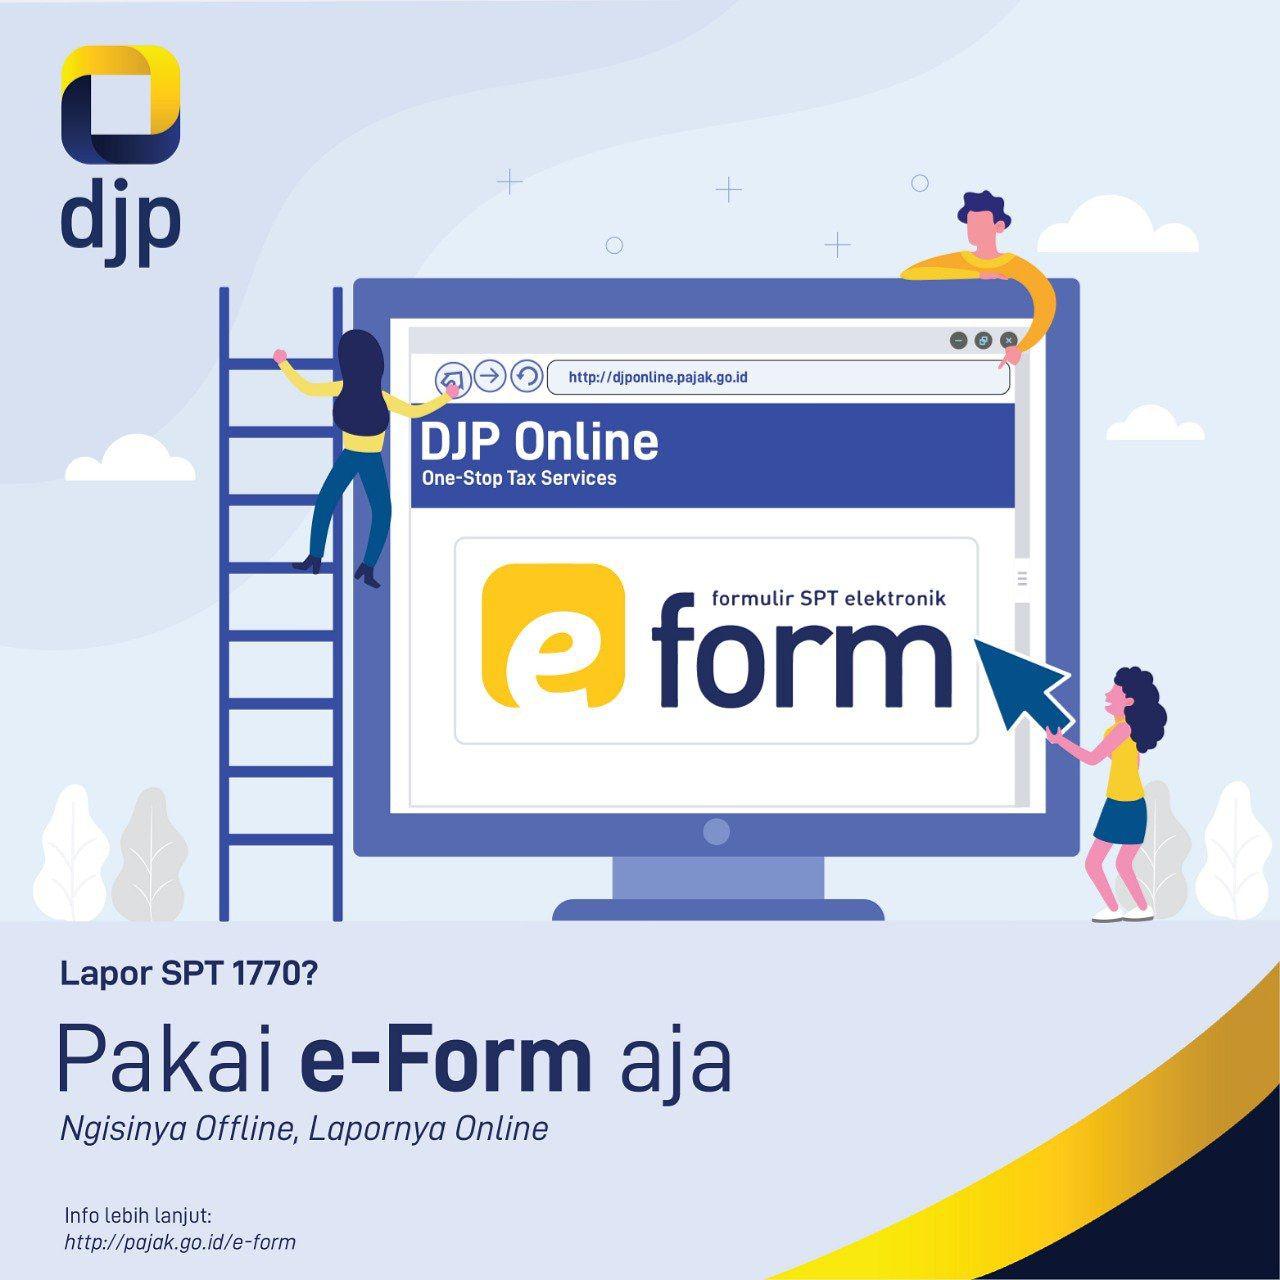 djp
http://djponline.pajak.go.id
DJP Online
One-Stop Tax Services
e
formulir SPT elektronik
form
Lapor SPT 1770?
Pakai e-Form aja
Ngisinya Offline, Lapornya Online
Info lebih lanjut:
http://pajak.go.id/e-form